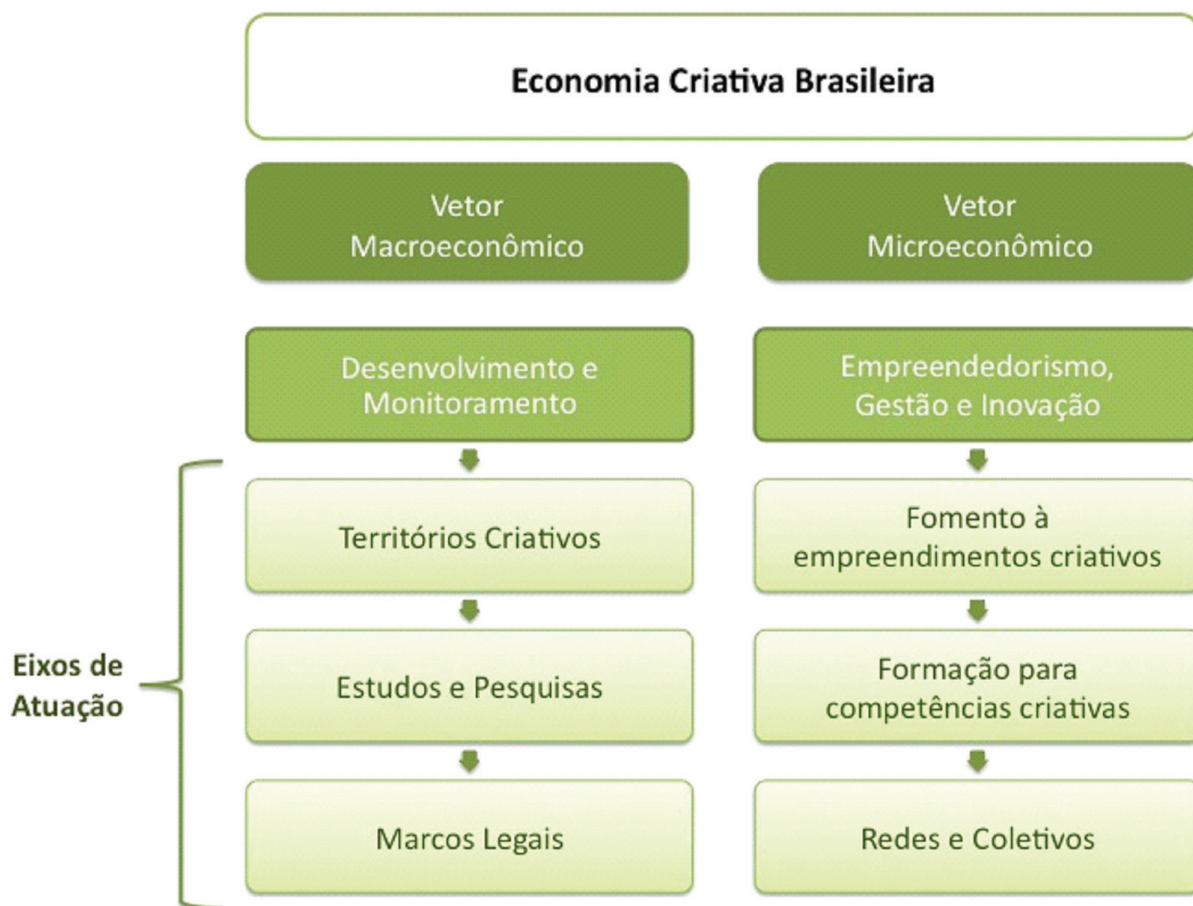 Economia Criativa Brasileira
Vetor
Macroeconômico
Vetor
Microeconômico
Desenvolvimento e
Monitoramento
Empreendedorismo,
Gestão e Inovação
Eixos de
Atuação
Territórios Criativos
Fomento à
empreendimentos criativos
Estudos e Pesquisas
Formação para
competências criativas
Marcos Legais
Redes e Coletivos